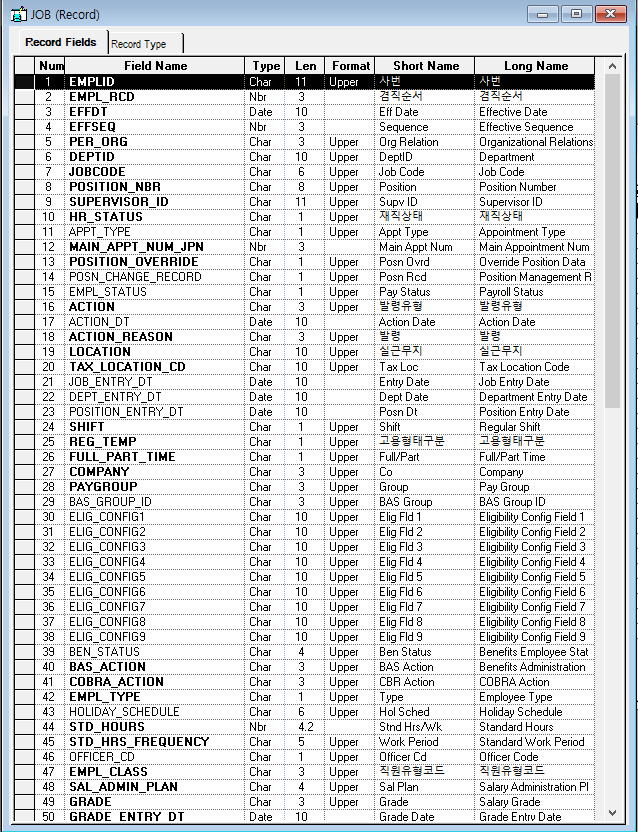 JOB (Record)
Record Fields Record Type
Num Field Name Type Len Format Short Name Long Name
1 EMPLID Char 11 Upper 사번 사번
2 EMPL_RCD Nbr 3 겸직순서 겸직순서
3 EFFDT Date 10 Eff Date Effective Date
4 EFFSEQ Nbr 3 Sequence Effective Sequence
5 PER_ORG Char 3 Upper Org Relation Organizational Relations
6 DEPTID Char 10 Upper DeptID Department
7 JOBCODE Char 6 Upper Job Code Job Code
8 POSITION_NBR Char 8 Upper Position Position Number
9 SUPERVISOR_ID Char 11 Upper Supv ID Supervisor ID
10 HR_STATUS Char 1 Upper 재직상태 재직상태
11 APPT_TYPE Char 1 Upper Appt Type Appointment Type
12 MAIN_APPT_NUM_JPN Nbr 3 Main Appt Num Main Appointment Num
13 POSITION_OVERRIDE Char 1 Upper Posn Ovrd Override Position Data
14 POSN_CHANGE_RECORD Char 1 Upper Posn Rcd Position Management R
15 EMPL_STATUS Char 1 Upper Pay Status Payroll Status
16 ACTION Char 3 Upper 발령유형 발령유형
17 ACTION_DT Date 10 Action Date Action Date
18 ACTION_REASON Char 3 Upper 발령 발령
19 LOCATION Char 10 Upper 실근무지 실근무지
20 TAX_LOCATION_CD Char 10 Upper Tax Loc Tax Location Code
21 JOB_ENTRY_DT Date 10 Entry Date Job Entry Date
22 DEPT_ENTRY_DT Date 10 Dept Date Department Entry Date
23 POSITION_ENTRY_DT Date 10 Posn Dt Position Entry Date
24 SHIFT Char 1 Upper Shift Regular Shift
25 REG_TEMP Char 1 Upper 고용형태구분 고용형태구분
26 FULL_PART_TIME Char 1 Upper Full/Part Full/Part Time
27 COMPANY Char 3 Upper Co Company
28 PAYGROUP Char 3 Upper Group Pay Group
29 BAS_GROUP_ID Char 3 Upper BAS Group BAS Group ID
30 ELIG_CONFIG1 Char 10 Upper Elig Fld 1 Eligibility Config Field 1
31 ELIG_CONFIG2 Char 10 Upper Elig Fld 2 Eligibility Config Field 2
32 ELIG_CONFIG3 Char 10 Upper Elig Fld 3 Eligibility Config Field 3
33 ELIG_CONFIG4 Char 10 Upper Elig Fld 4 Eligibility Config Field 4
34 ELIG_CONFIG5 Char 10 Upper Elig Fld 5 Eligibility Config Field 5
35 ELIG_CONFIG6 Char 10 Upper Elig Fld 6 Eligibility Config Field 6
36 ELIG_CONFIG7 Char 10 Upper Elig Fld 7 Eligibility Config Field 7
37 ELIG_CONFIG8 Char 10 Upper Elig Fld 8 Eligibility Config Field 8
38 ELIG_CONFIG9 Char 10 Upper Elig Fld 9 Eligibility Config Field 9
39 BEN_STATUS Char 4 Upper Ben Status Benefits Employee Stat
40 BAS_ACTION Char 3 Upper BAS Action Benefits Administration
41 COBRA_ACTION Char 3 Upper CBR Action COBRA Action
42 EMPL_TYPE Char 1 Upper Type Employee Type
43 HOLIDAY_SCHEDULE Char 6 Upper Hol Sched Holiday Schedule
44 STD_HOURS Nbr 4.2 Stnd Hrs/Wk Standard Hours
45 STD_HRS_FREQUENCY Char 5 Upper Work Period Standard Work Period
46 OFFICER_CD Char 1 Upper Officer Cd Officer Code
47 EMPL_CLASS Char 3 Upper 직원유형코드 직원유형코드
48 SAL_ADMIN_PLAN Char 4 Upper Sal Plan Salary Administration Pl
49 GRADE Char 3 Upper Grade Salary Grade
50 GRADE_ENTRY_DT Date 10 Grade Date Grade Entry Date